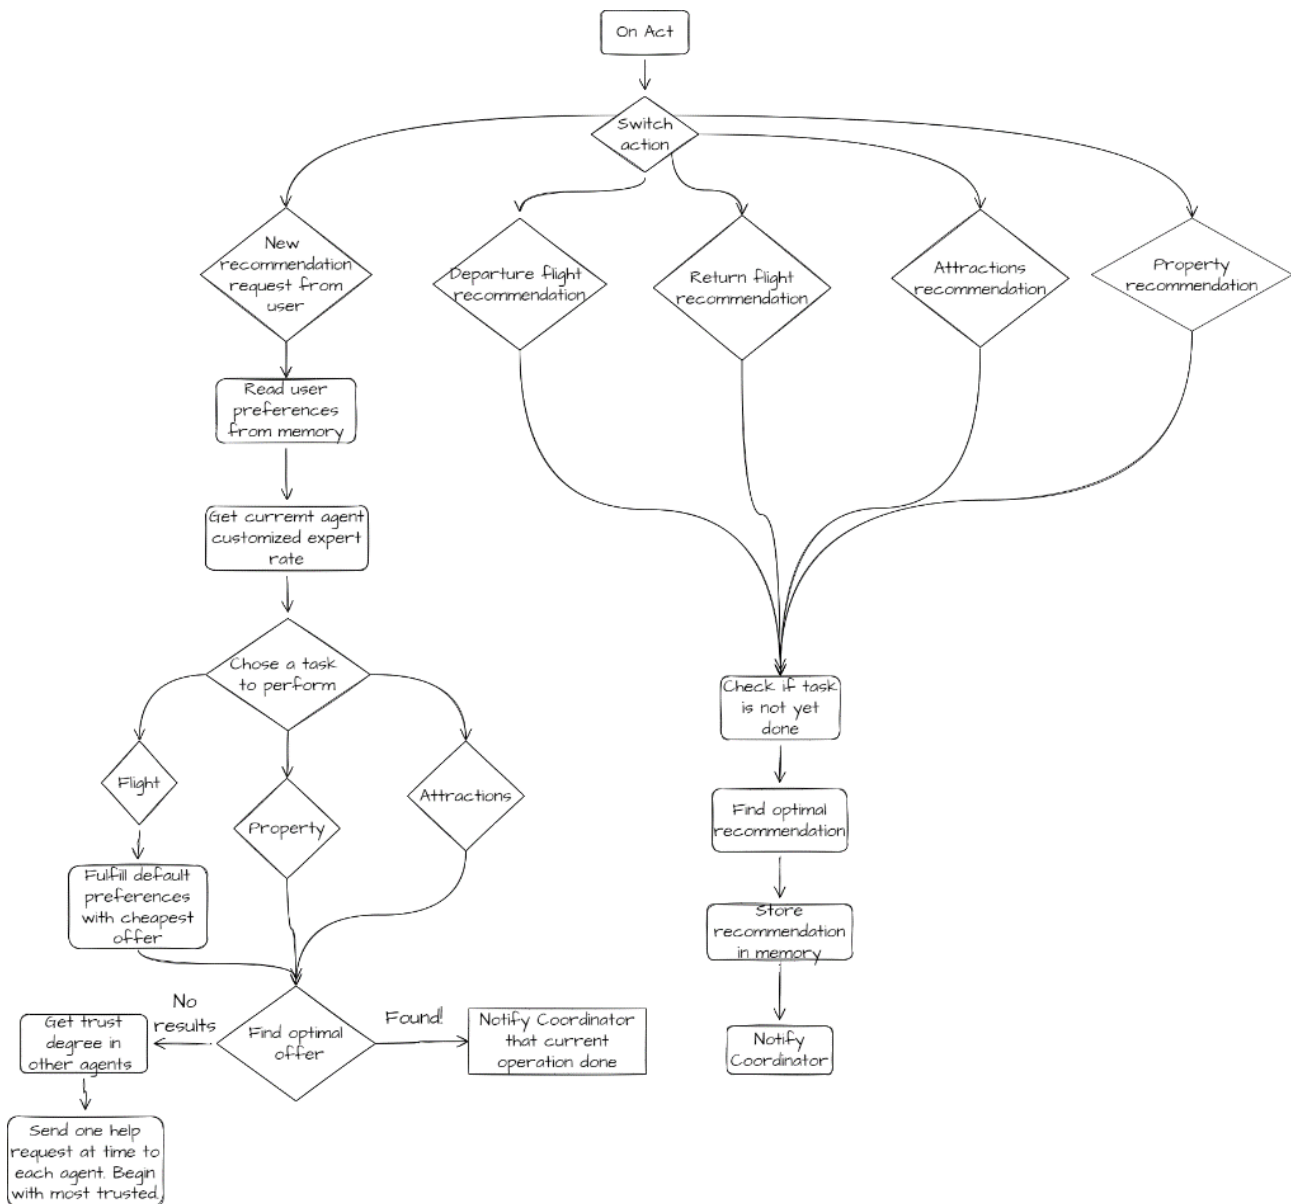 On Act
Switch
action
New
recommendation
request from
user
Departure flight
recommendation
Return flight
recommendation
Attractions
recommendation
Property
recommendation
Read user
preferences
from memory
Get curremt agent
customized expert
rate
Chose a task
to perform
Flight
Property
Attractions
Fulfill default
preferences
with cheapest
offer
Check if task
is not yet
done
Find optimal
recommendation
Store
recommendation
in memory
Notify
Coordinator
Find optimal
offer
No
results
Found!
Get trust
degree in
other agents
Notify Coordinator
that current
operation done
Send one help
request at time to
each agent. Begin
with most trusted.